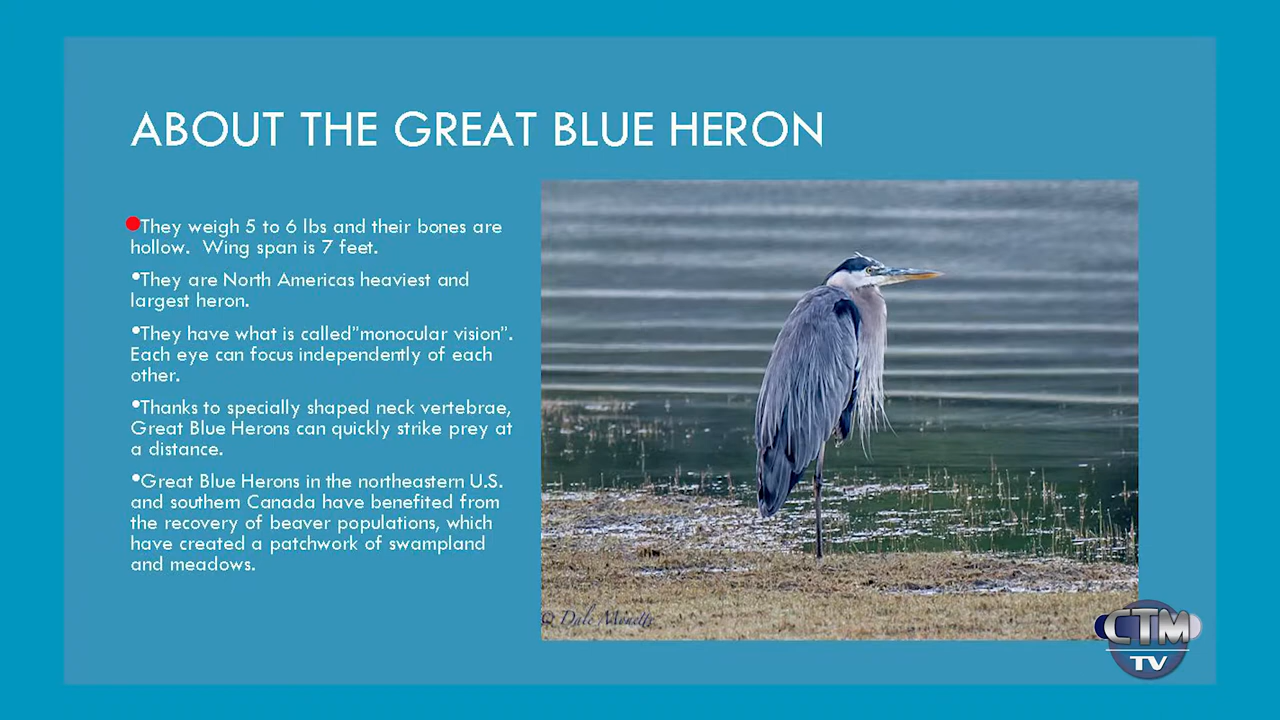 ABOUT THE GREAT BLUE HERON
•They weigh 5 to 6 lbs and their bones are
hollow.  Wing span is 7 feet.
•They are North Americas heaviest and
largest heron.
•They have what is called”monocular vision”.
Each eye can focus independently of each
other.
•Thanks to specially shaped neck vertebrae,
Great Blue Herons can quickly strike prey at
a distance.
•Great Blue Herons in the northeastern U.S.
and southern Canada have benefited from
the recovery of beaver populations, which
have created a patchwork of swampland
and meadows.
© Dale Monette
CTM
TV